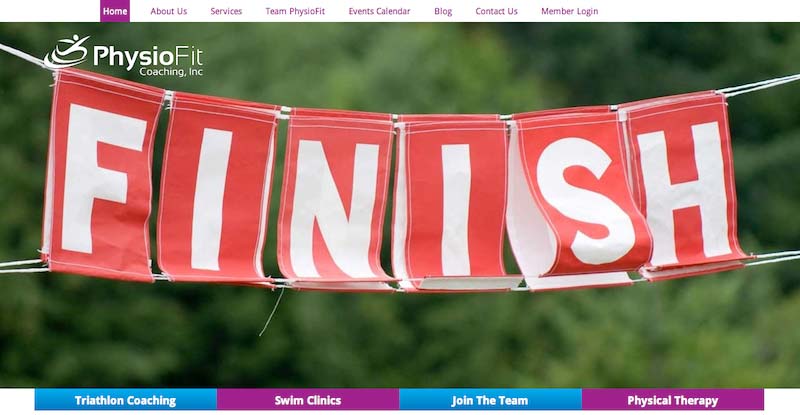 Home About Us Services Team PhysioFit Events Calendar Blog Contact Us Member Login
PhysioFit
Coaching, Inc
FINISH
Triathlon Coaching Swim Clinics Join The Team Physical Therapy